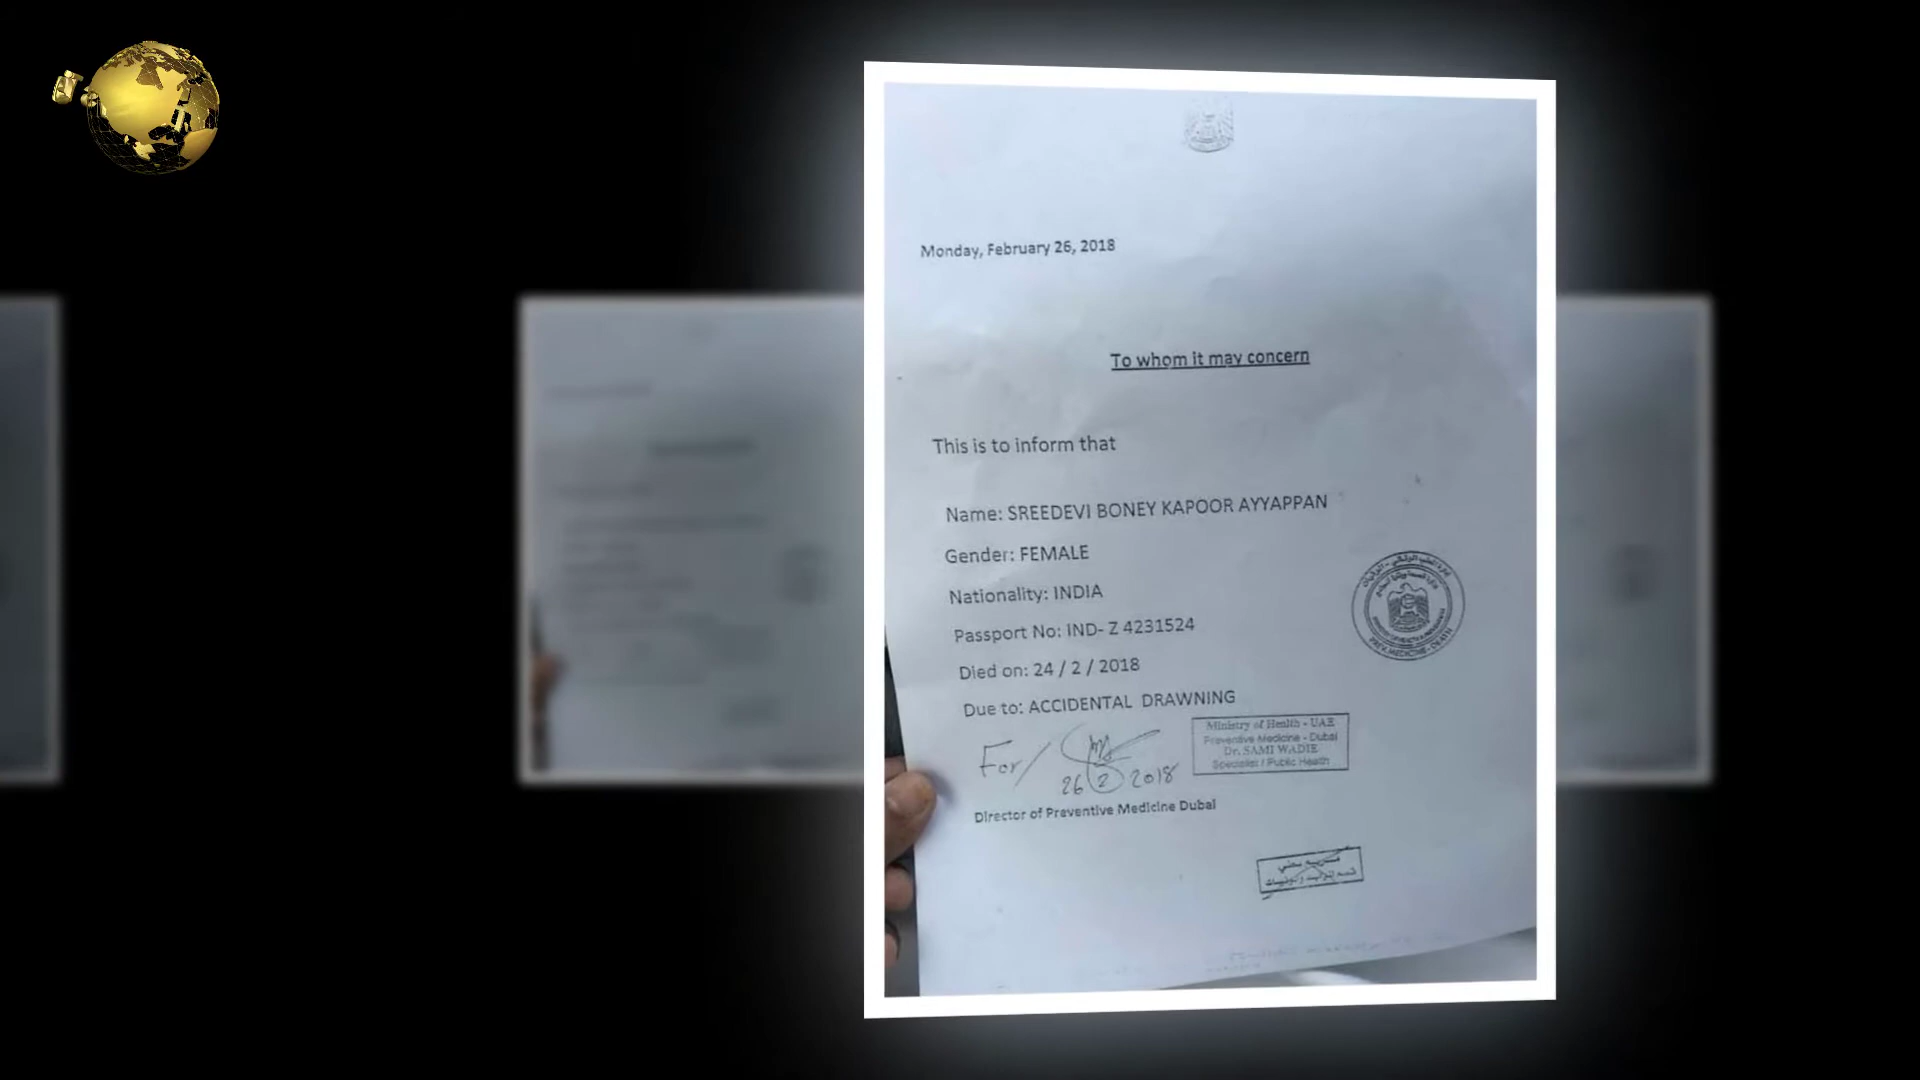 Monday, February 26, 2018
To whom it may concern
This is to inform that
Name: SREEDEVI BONEY KAPOOR AYYAPPAN
Gender: FEMALE
Nationality: INDIA
Passport No: IND- Z 4231524
Died on: 24 / 2 / 2018
Due to: ACCIDENTAL DRAWNING
Ministry of Health - UAE
Preventive Medicine - Dubai
Dr. SAMI WADIE
Specialist / Public Health
For/
26 2 2018
Director of Preventive Medicine Dubai
PREV. MEDICINE - DEATH